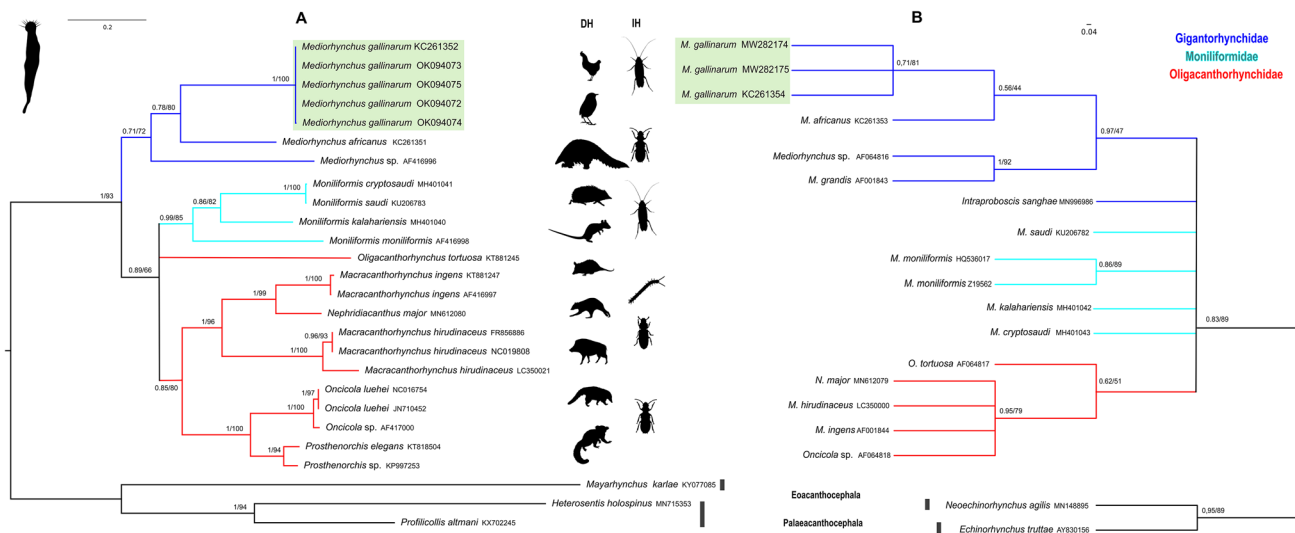 A
DH
IH
B
0.2
0.04
Gigantorhynchidae
Moniliformidae
Oligacanthorhynchidae
Mediorhynchus gallinarum KC261352
Mediorhynchus gallinarum OK094073
Mediorhynchus gallinarum OK094075
Mediorhynchus gallinarum OK094072
Mediorhynchus gallinarum OK094074
1/100
0.78/80
0.71/72
Mediorhynchus africanus KC261351
Mediorhynchus sp. AF416996
1/93
Moniliformis cryptosaudi MH401041
1/100
Moniliformis saudi KU206783
0.86/82
0.99/85
Moniliformis kalahariensis MH401040
Moniliformis moniliformis AF416998
Oligacanthorhynchus tortuosa KT881245
0.89/66
Macracanthorhynchus ingens KT881247
1/100
Macracanthorhynchus ingens AF416997
1/99
Nephridiacanthus major MN612080
1/96
Macracanthorhynchus hirudinaceus FR856886
0.96/93
Macracanthorhynchus hirudinaceus NC019808
1/100
Macracanthorhynchus hirudinaceus LC350021
0.85/80
Oncicola luehei NC016754
1/97
Oncicola luehei JN710452
1/100
Oncicola sp. AF417000
1/100
Prosthenorchis elegans KT818504
1/94
Prosthenorchis sp. KP997253
Mayarhynchus karlae KY077085
Heterosentis holospinus MN715353
1/94
Profilicollis altmani KX702245
M. gallinarum MW282174
M. gallinarum MW282175
0,71/81
M. gallinarum KC261354
0.56/44
M. africanus KC261353
0.97/47
Mediorhynchus sp. AF064816
1/92
M. grandis AF001843
Intraproboscis sanghae MN996986
M. saudi KU206782
M. moniliformis HQ536017
0.86/89
M. moniliformis Z19562
M. kalahariensis MH401042
0.83/89
M. cryptosaudi MH401043
O. tortuosa AF064817
N. major MN612079
0.62/51
M. hirudinaceus LC350000
0.95/79
M. ingens AF001844
Oncicola sp. AF064818
Eoacanthocephala
Neoechinorhynchus agilis MN148895
0,95/89
Palaeacanthocephala
Echinorhynchus truttae AY830156